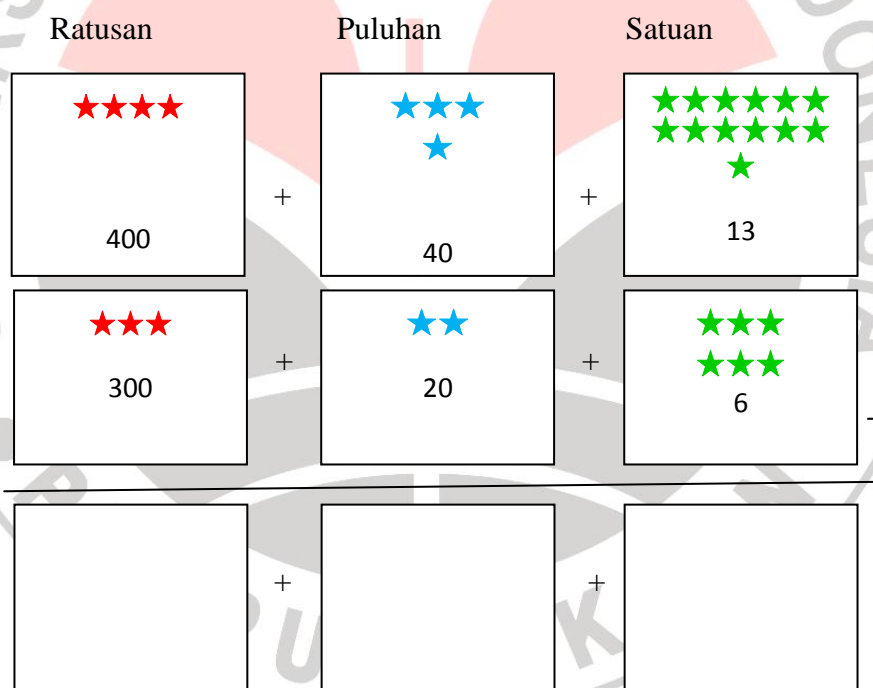 Ratusan Puluhan Satuan
400 + 40 + 13
300 + 20 + 6 -
+ +